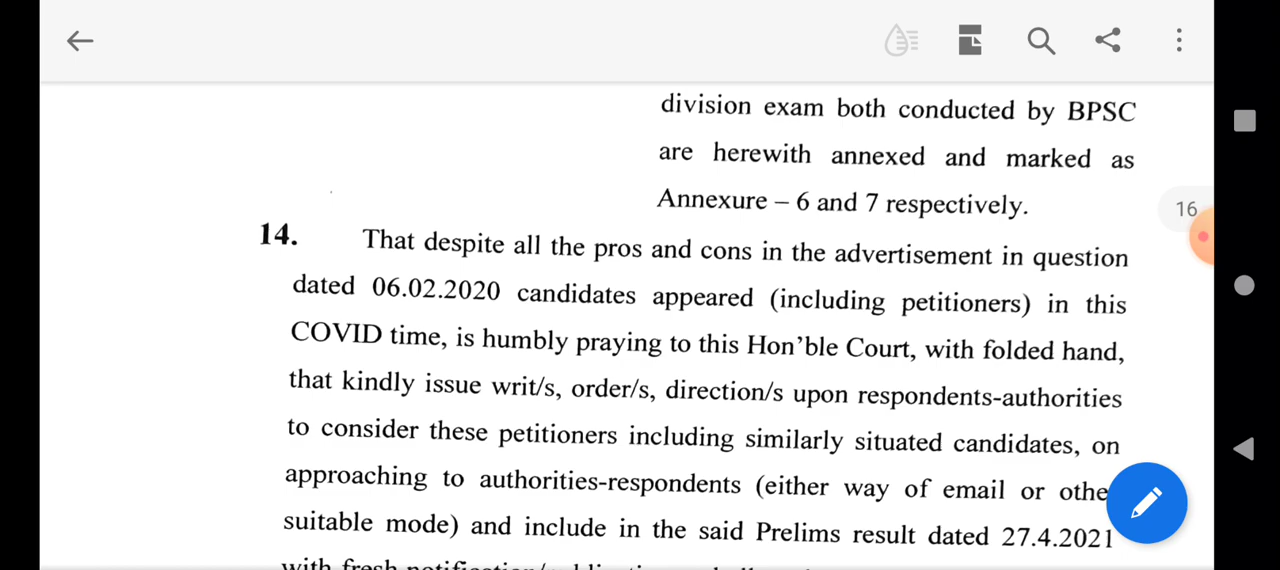 division exam both conducted by BPSC
are herewith annexed and marked as
Annexure – 6 and 7 respectively.
16
14. That despite all the pros and cons in the advertisement in question
dated 06.02.2020 candidates appeared (including petitioners) in this
COVID time, is humbly praying to this Hon'ble Court, with folded hand,
that kindly issue writ/s, order/s, direction/s upon respondents-authorities
to consider these petitioners including similarly situated candidates, on
approaching to authorities-respondents (either way of email or othe
suitable mode) and include in the said Prelims result dated 27.4.2021
with fresh